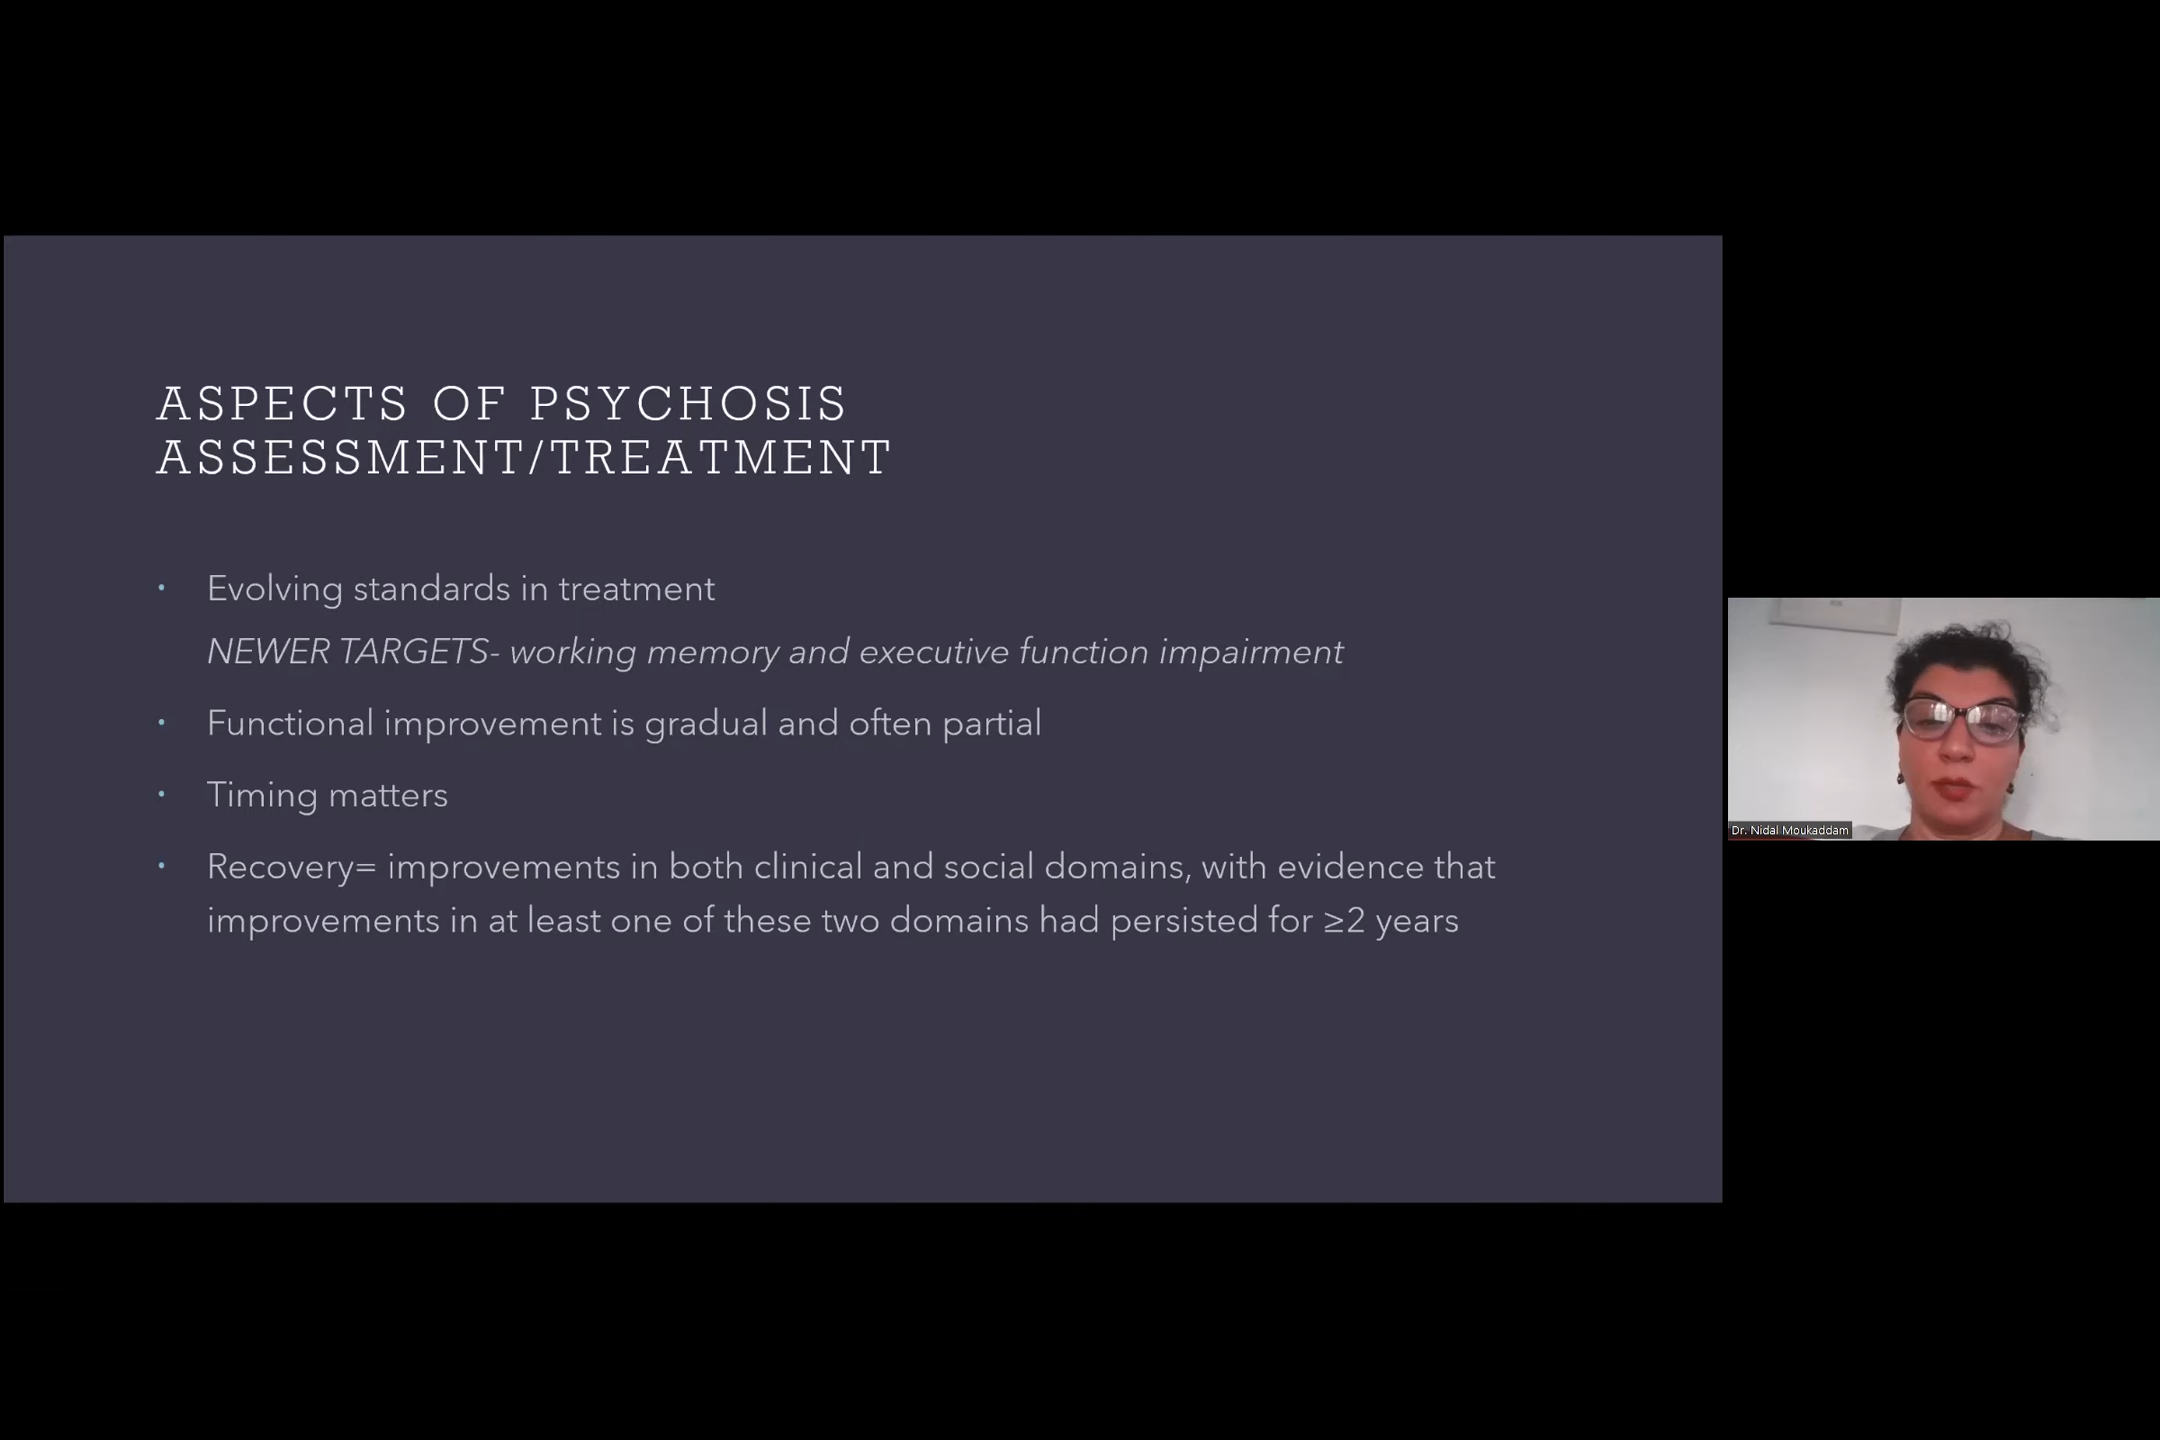 ASPECTS OF PSYCHOSIS
ASSESSMENT/TREATMENT
• Evolving standards in treatment
NEWER TARGETS- working memory and executive function impairment
• Functional improvement is gradual and often partial
• Timing matters
• Recovery= improvements in both clinical and social domains, with evidence that
improvements in at least one of these two domains had persisted for ≥2 years
Dr. Nidal Moukaddam